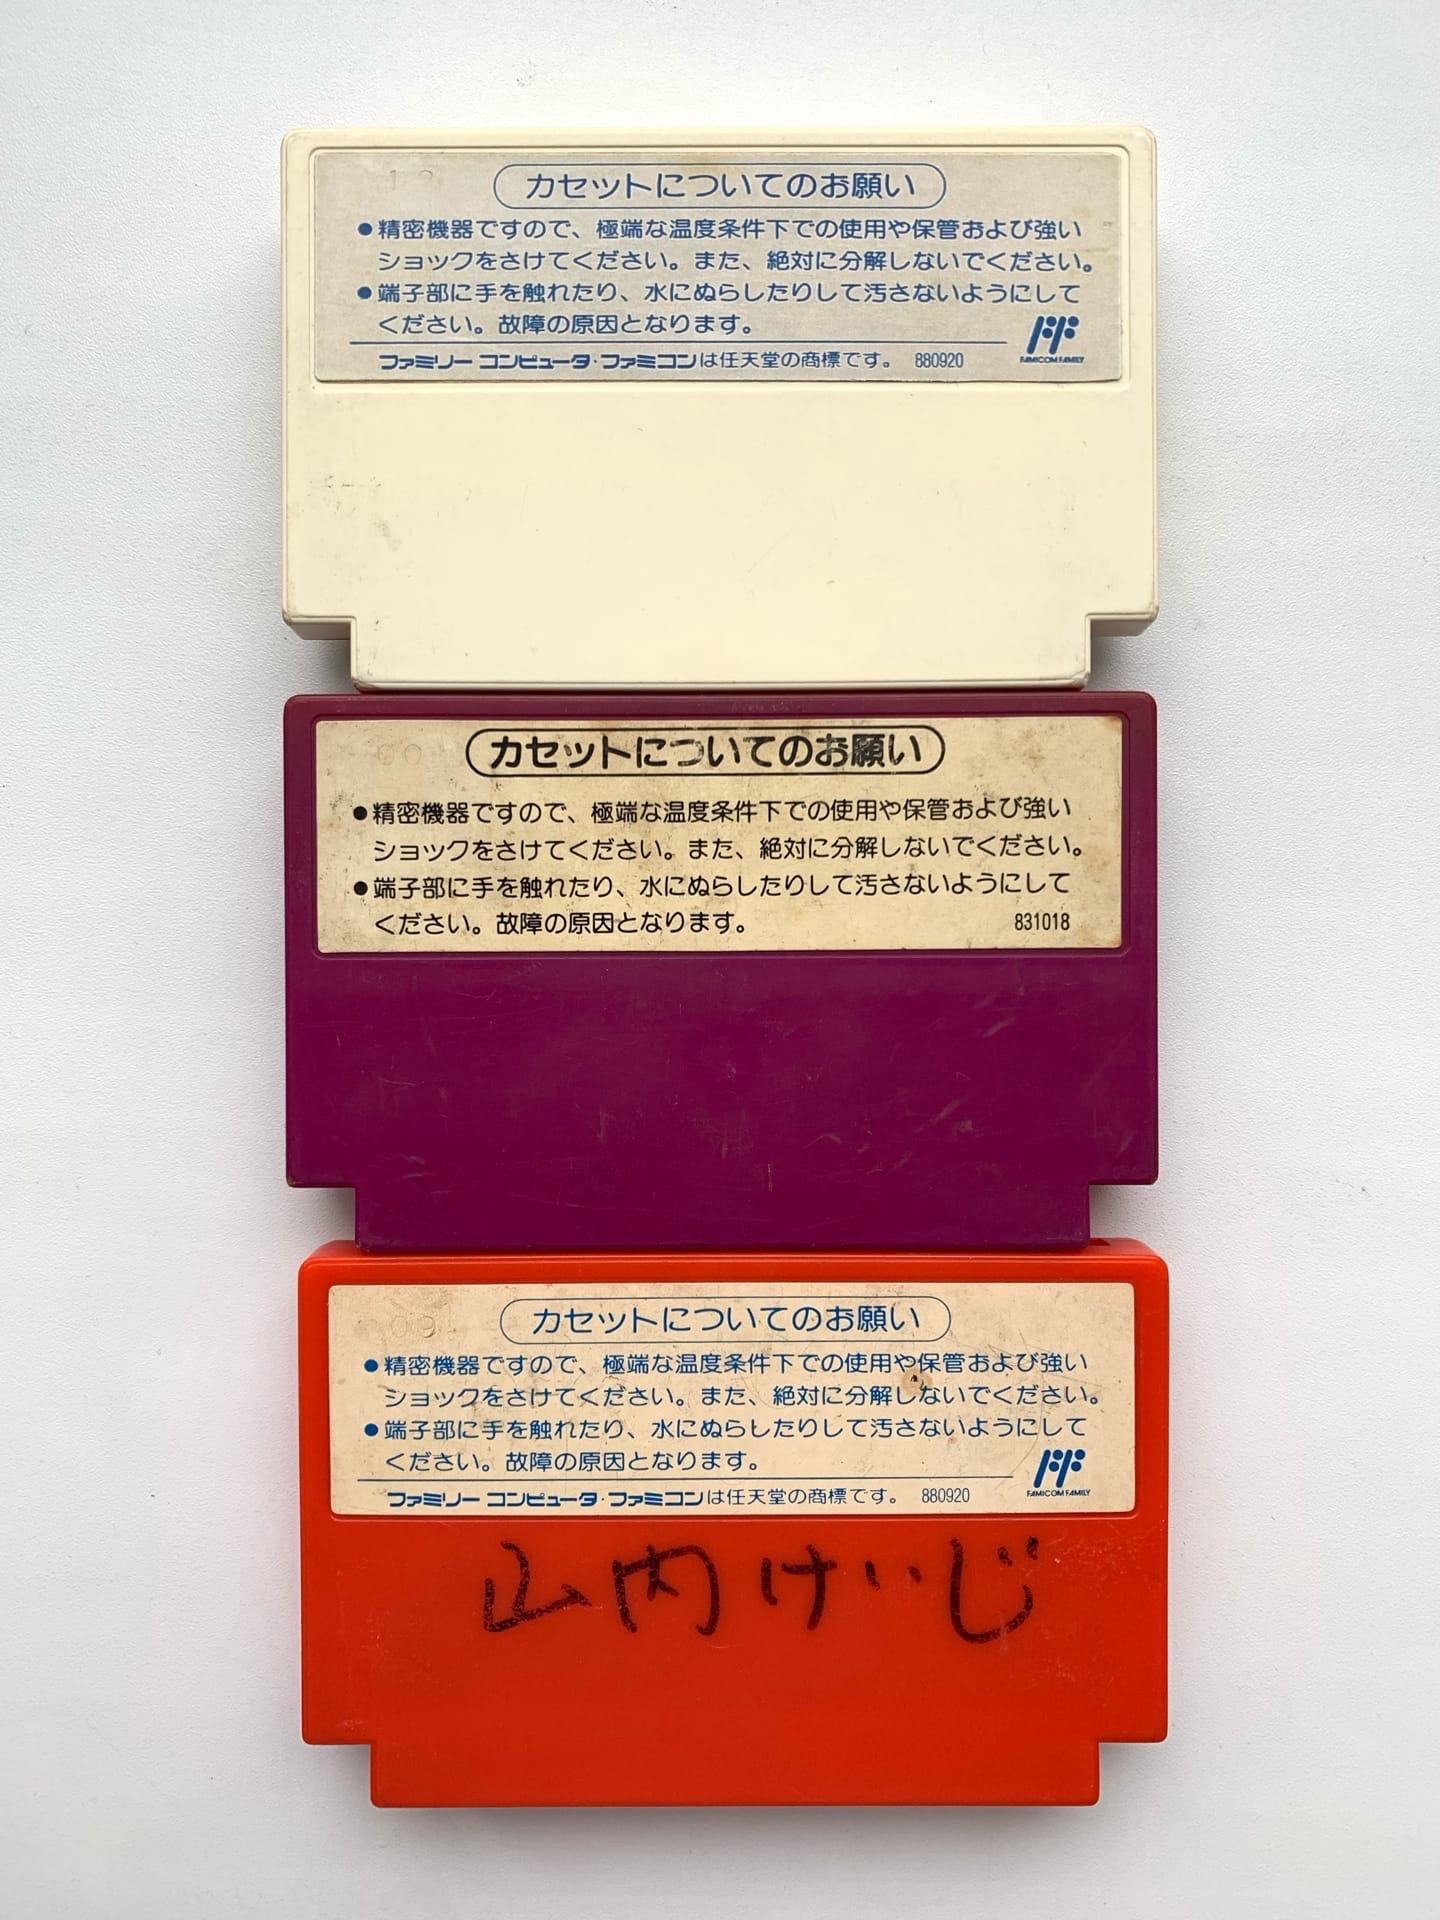 カセットについてのお願い
●精密機器ですので、極端な温度条件下での使用や保管および強い
ショックをさけてください。また、絶対に分解しないでください。
●端子部に手を触れたり、水にぬらしたりして汚さないようにして
ください。故障の原因となります。
FAMICOM FAMILY
ファミリー コンピュータ・ファミコンは任天堂の商標です。 880920
00
カセットについてのお願い
●精密機器ですので、極端な温度条件下での使用や保管および強い
ショックをさけてください。また、絶対に分解しないでください。
●端子部に手を触れたり、水にぬらしたりして汚さないようにして
ください。故障の原因となります。 831018
09
カセットについてのお願い
●精密機器ですので、極端な温度条件下での使用や保管および強い
ショックをさけてください。また、絶対に分解しないでください。
●端子部に手を触れたり、水にぬらしたりして汚さないようにして
ください。故障の原因となります。
FAMICOM FAMILY
ファミリー コンピュータ・ファミコンは任天堂の商標です。 880920
山内けいじ